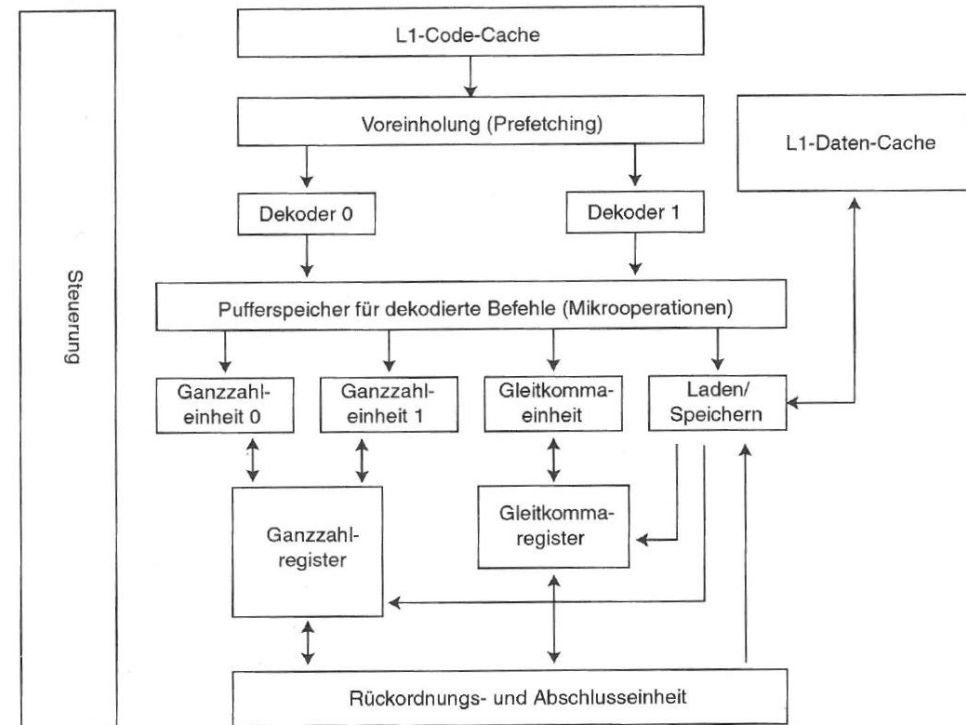 L1-Code-Cache
Voreinholung (Prefetching)
L1-Daten-Cache
Dekoder 0
Dekoder 1
Steuerung
Pufferspeicher für dekodierte Befehle (Mikrooperationen)
Ganzzahl-
einheit 0
Ganzzahl-
einheit 1
Gleitkomma-
einheit
Laden/
Speichern
Ganzzahl-
register
Gleitkomma-
register
Rückordnungs- und Abschlusseinheit